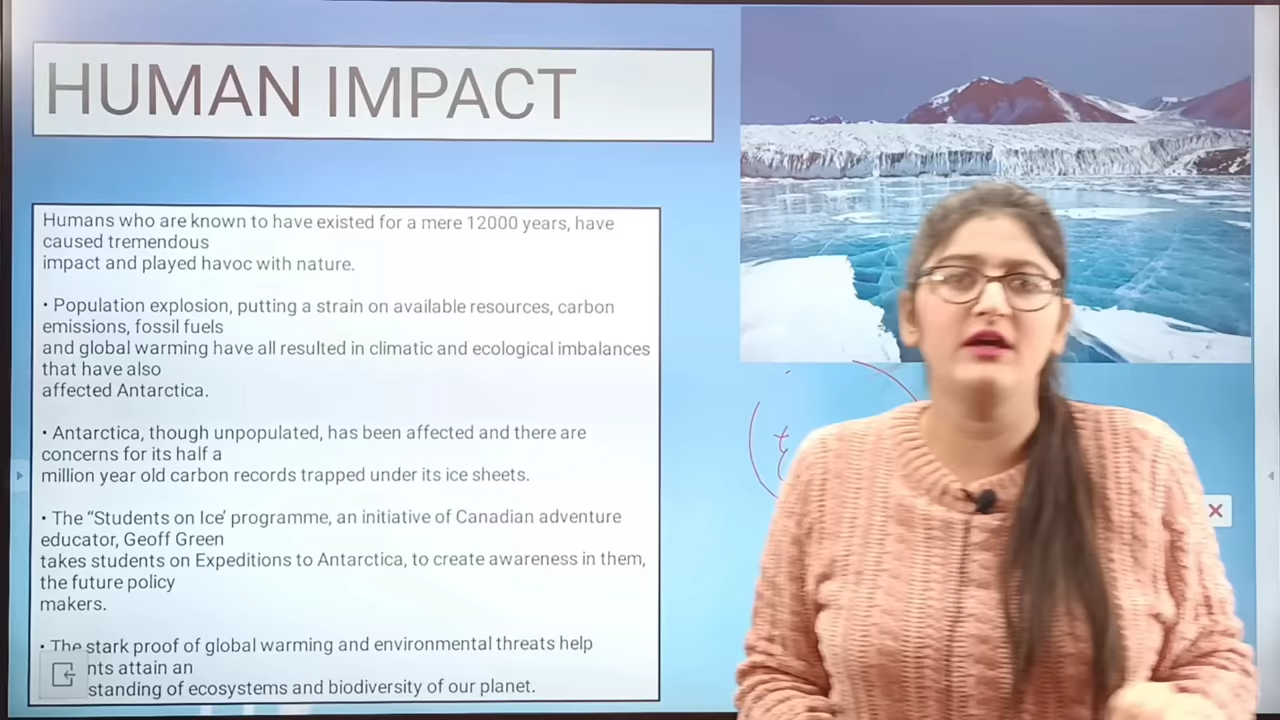 HUMAN IMPACT
Humans who are known to have existed for a mere 12000 years, have
caused tremendous
impact and played havoc with nature.
• Population explosion, putting a strain on available resources, carbon
emissions, fossil fuels
and global warming have all resulted in climatic and ecological imbalances
that have also
affected Antarctica.
• Antarctica, though unpopulated, has been affected and there are
concerns for its half a
million year old carbon records trapped under its ice sheets.
• The “Students on Ice’ programme, an initiative of Canadian adventure
educator, Geoff Green
takes students on Expeditions to Antarctica, to create awareness in them,
the future policy
makers.
• The stark proof of global warming and environmental threats help
nts attain an
standing of ecosystems and biodiversity of our planet.